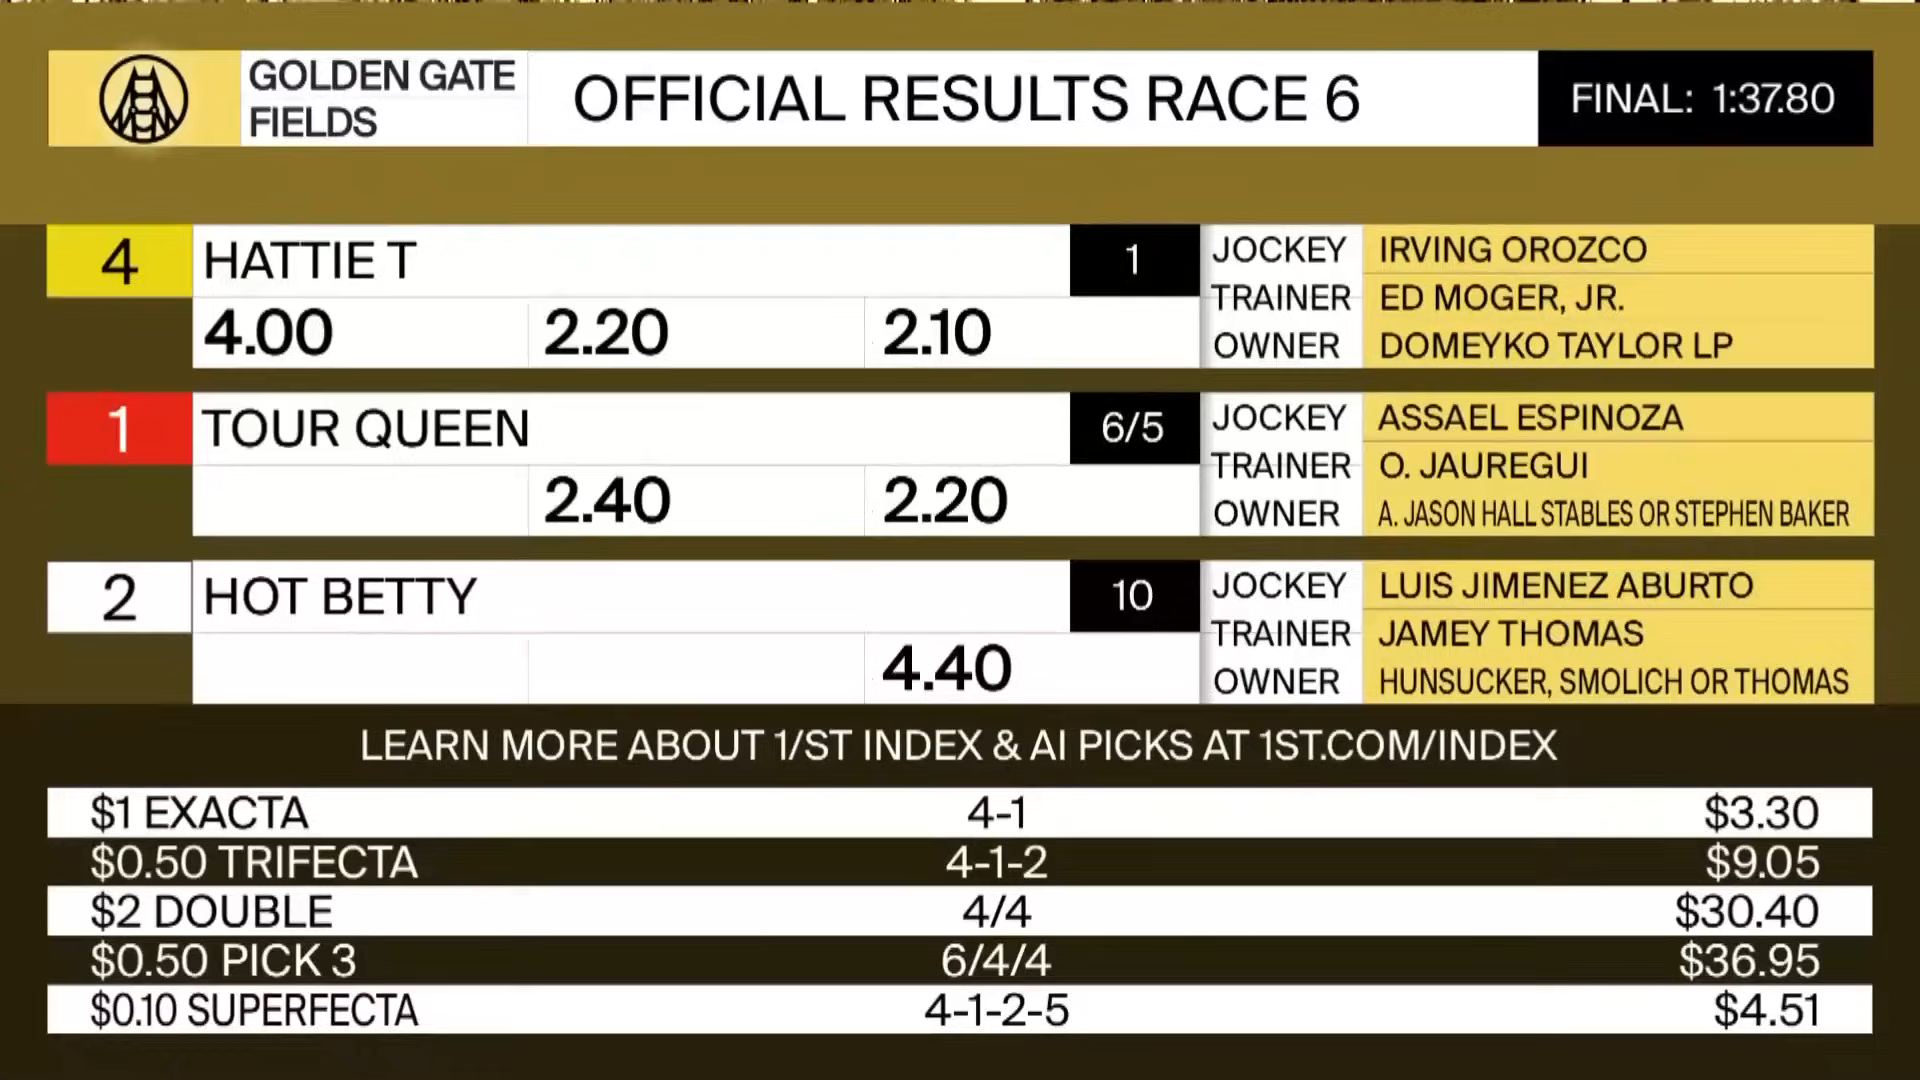 GOLDEN GATE
FIELDS
OFFICIAL RESULTS RACE 6
FINAL: 1:37.80
4 HATTIE T 1
4.00 2.20 2.10
JOCKEY IRVING OROZCO
TRAINER ED MOGER, JR.
OWNER DOMEYKO TAYLOR LP
1 TOUR QUEEN 6/5
2.40 2.20
JOCKEY ASSAEL ESPINOZA
TRAINER O. JAUREGUI
OWNER A. JASON HALL STABLES OR STEPHEN BAKER
2 HOT BETTY 10
4.40
JOCKEY LUIS JIMENEZ ABURTO
TRAINER JAMEY THOMAS
OWNER HUNSUCKER, SMOLICH OR THOMAS
LEARN MORE ABOUT 1/ST INDEX & AI PICKS AT 1ST.COM/INDEX
$1 EXACTA 4-1 $3.30
$0.50 TRIFECTA 4-1-2 $9.05
$2 DOUBLE 4/4 $30.40
$0.50 PICK 3 6/4/4 $36.95
$0.10 SUPERFECTA 4-1-2-5 $4.51